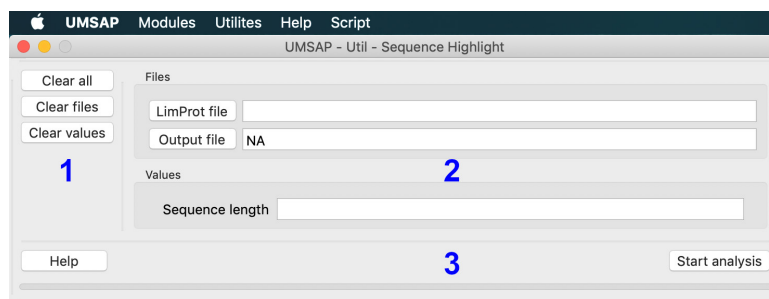 UMSAP Modules Utilites Help Script
UMSAP - Util - Sequence Highlight
Clear all
Clear files
Clear values
1
Files
LimProt file
Output file NA
2
Values
Sequence length
Help
3
Start analysis